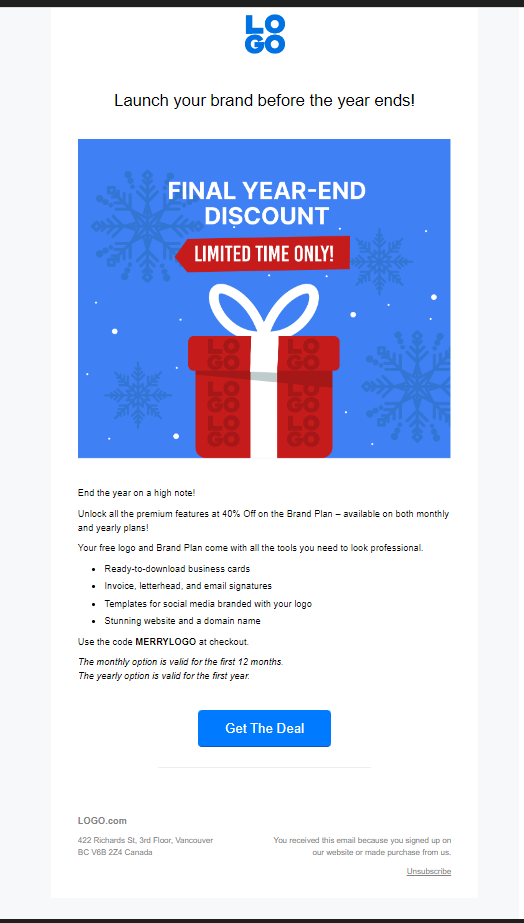 LO
GO
Launch your brand before the year ends!
FINAL YEAR-END
DISCOUNT
LIMITED TIME ONLY!
LO LO
GO GO
LO LO
GO GO
LO LO
GO GO
End the year on a high note!
Unlock all the premium features at 40% Off on the Brand Plan – available on both monthly
and yearly plans!
Your free logo and Brand Plan come with all the tools you need to look professional.
• Ready-to-download business cards
• Invoice, letterhead, and email signatures
• Templates for social media branded with your logo
• Stunning website and a domain name
Use the code MERRYLOGO at checkout.
The monthly option is valid for the first 12 months.
The yearly option is valid for the first year.
Get The Deal
LOGO.com
422 Richards St, 3rd Floor, Vancouver
BC V6B 2Z4 Canada
You received this email because you signed up on
our website or made purchase from us.
Unsubscribe